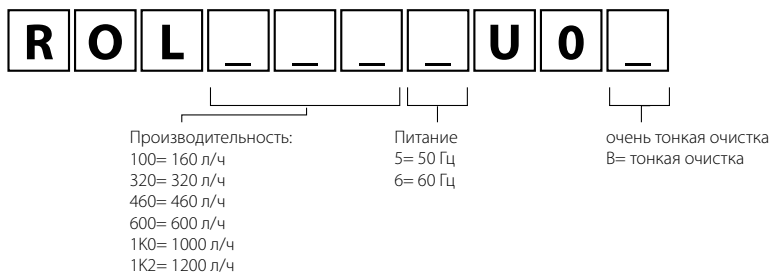 ROL____U0_
Производительность:
100= 160 л/ч
320= 320 л/ч
460= 460 л/ч
600= 600 л/ч
1K0= 1000 л/ч
1K2= 1200 л/ч
Питание
5= 50 Гц
6= 60 Гц
очень тонкая очистка
B= тонкая очистка